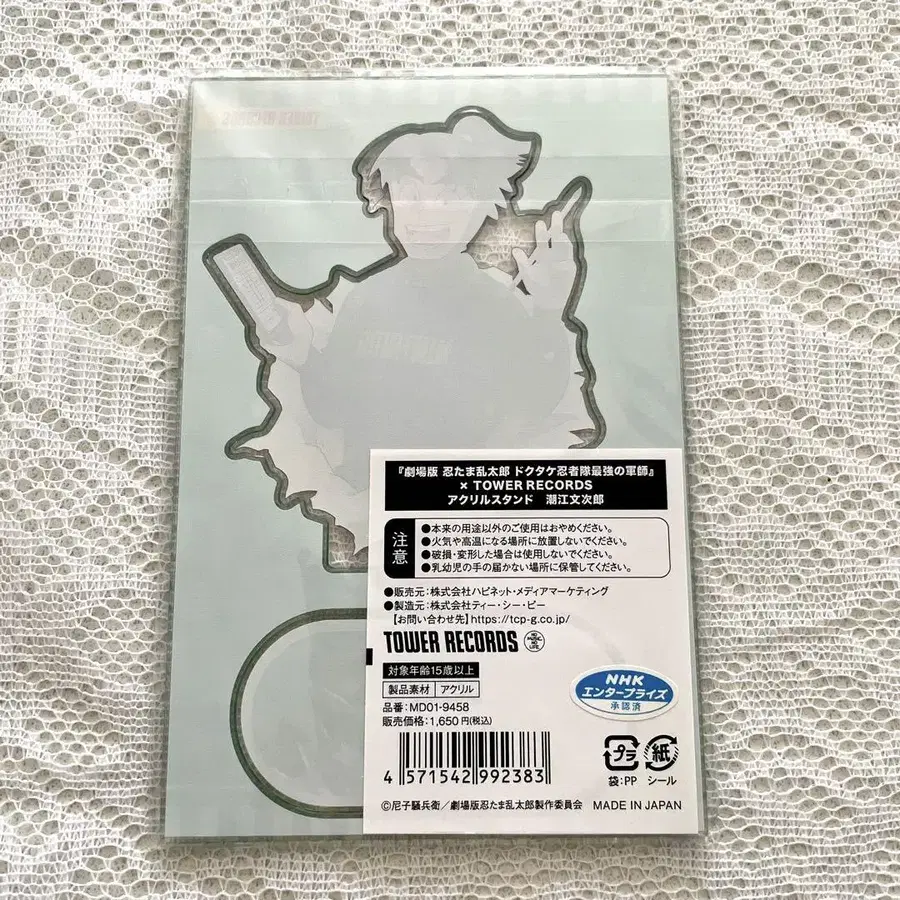 TOWER RECORDS
『劇場版 忍たま乱太郎 ドクタケ忍者隊最強の軍師』
× TOWER RECORDS
アクリルスタンド 潮江文次郎
注意
●本来の用途以外のご使用はおやめください。
●火気や高温になる場所に放置しないでください。
●破損・変形した場合は使用しないでください。
●乳幼児の手の届かない場所に保管してください。
●販売元：株式会社ハピネット・メディアマーケティング
●製造元：株式会社ティー・シー・ピー
【お問い合わせ先】https://tcp-g.co.jp/
TOWER RECORDS NO MUSIC, NO LIFE.
対象年齢15歳以上
製品素材 アクリル
品番：MD01-9458
販売価格：1,650円(税込)
NHK
エンタープライズ
承認済
4 571542 992383
プラ 紙
袋：PP シール
©尼子騒兵衛／劇場版忍たま乱太郎製作委員会 MADE IN JAPAN